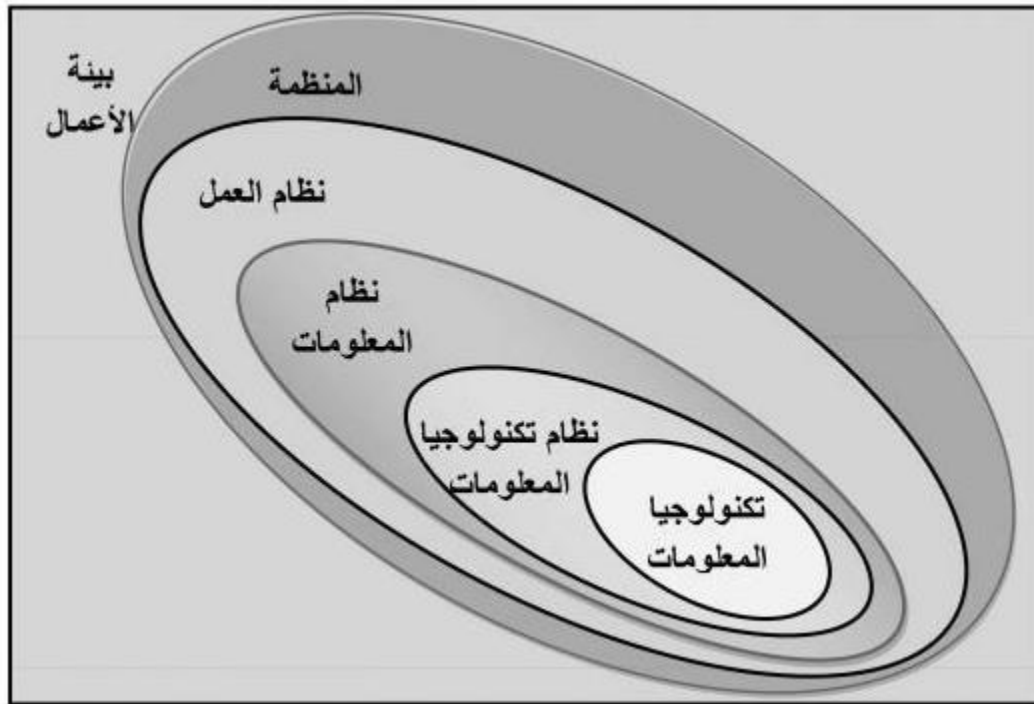 بيئة
الأعمال
المنظمة
نظام العمل
نظام
المعلومات
نظام تكنولوجيا
المعلومات
تكنولوجيا
المعلومات